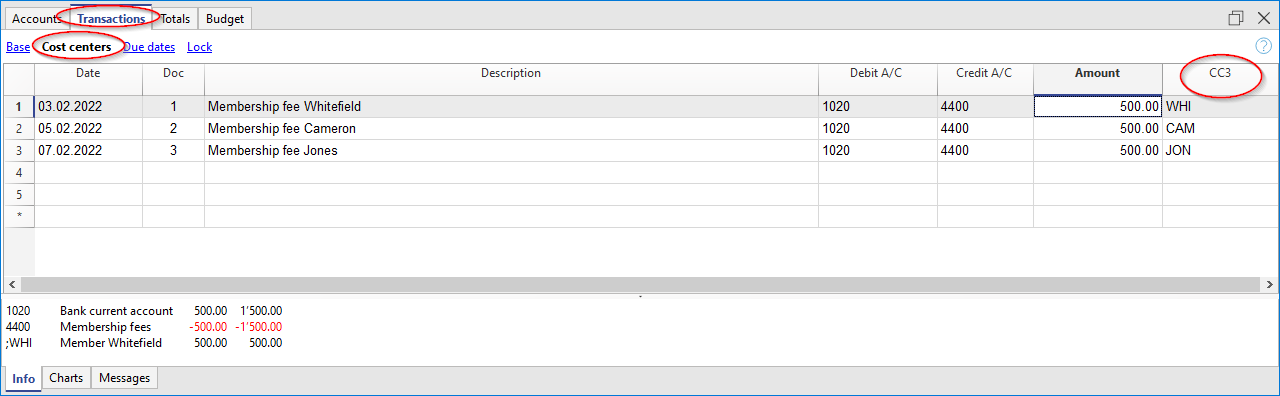 Accounts Transactions Totals Budget
Base Cost centers Due dates Lock
Date Doc Description Debit A/C Credit A/C Amount CC3
1 03.02.2022 1 Membership fee Whitefield 1020 4400 500.00 WHI
2 05.02.2022 2 Membership fee Cameron 1020 4400 500.00 CAM
3 07.02.2022 3 Membership fee Jones 1020 4400 500.00 JON
4
5
*
1020 Bank current account 500.00 1'500.00
4400 Membership fees -500.00 -1'500.00
;WHI Member Whitefield 500.00 500.00
Info Charts Messages